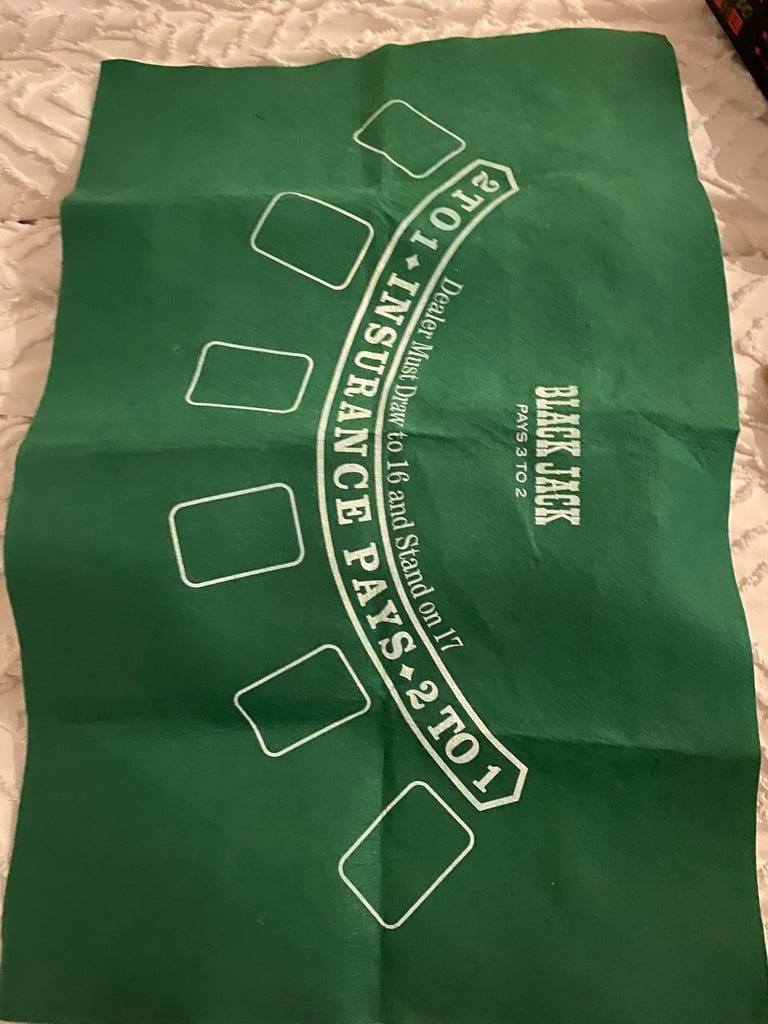 BLACK JACK
PAYS 3 TO 2
Dealer Must Draw to 16 and Stand on 17
2 TO 1 ♦ INSURANCE PAYS ♦ 2 TO 1